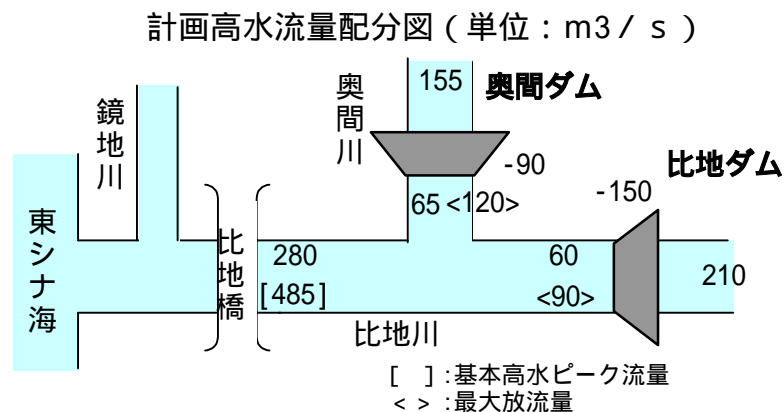 計画高水流量配分図（単位：m3／ｓ）
鏡地川
奥間川
155
奥間ダム
-90
比地ダム
-150
65 <120>
東シナ海
比地橋
280
[485]
60
<90>
210
比地川
[ ]:基本高水ピーク流量
< >:最大放流量